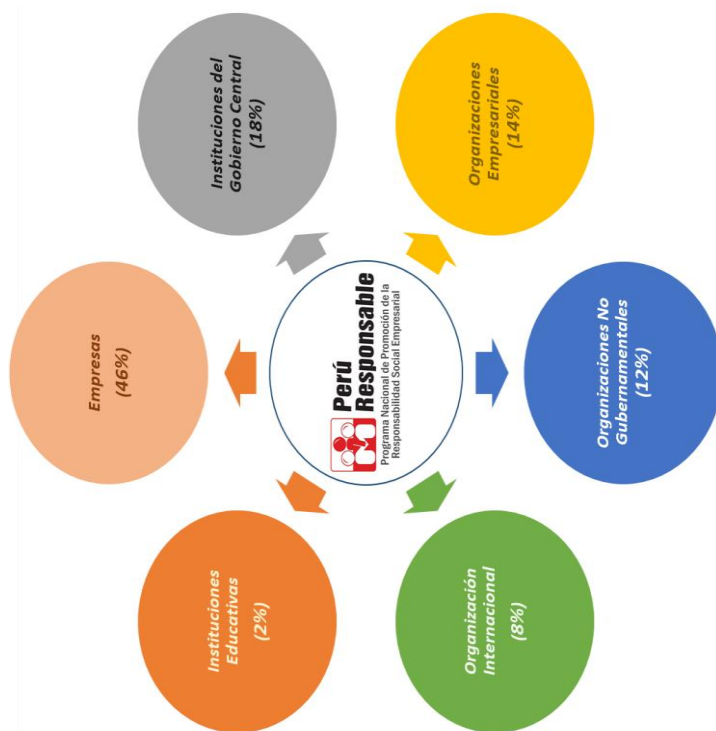 Empresas
(46%)
Instituciones del
Gobierno Central
(18%)
Organizaciones
Empresariales
(14%)
Organizaciones No
Gubernamentales
(12%)
Organización
Internacional
(8%)
Instituciones
Educativas
(2%)
Perú
Responsable
Programa Nacional de Promoción de la
Responsabilidad Social Empresarial